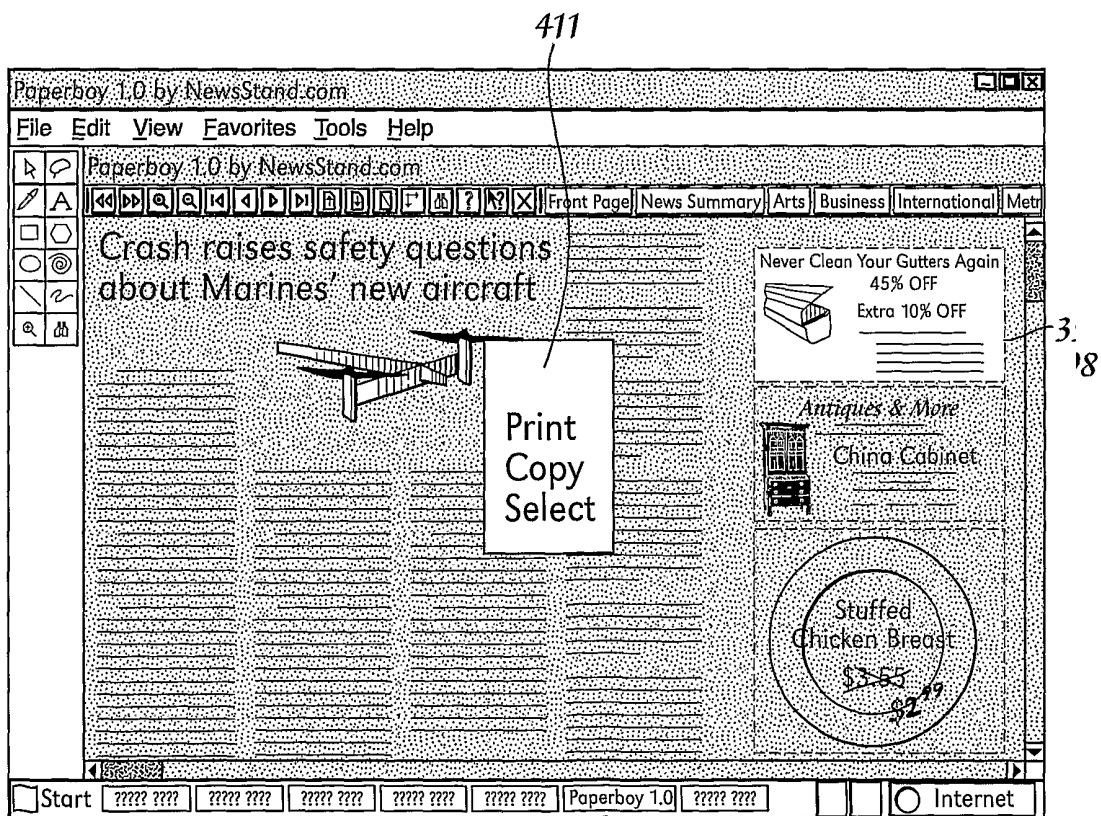 411
Paperboy 1.0 by NewsStand.com
File Edit View Favorites Tools Help
Paperboy 1.0 by NewsStand.com
Front Page News Summary Arts Business International Metr
Crash raises safety questions
about Marines' new aircraft
Print
Copy
Select
Never Clean Your Gutters Again
45% OFF
Extra 10% OFF
Antiques & More
China Cabinet
Stuffed
Chicken Breast
$3.55
$2.99
Start ????? ???? ????? ???? ????? ???? ????? ???? ????? ???? Paperboy 1.0 ????? ???? Internet